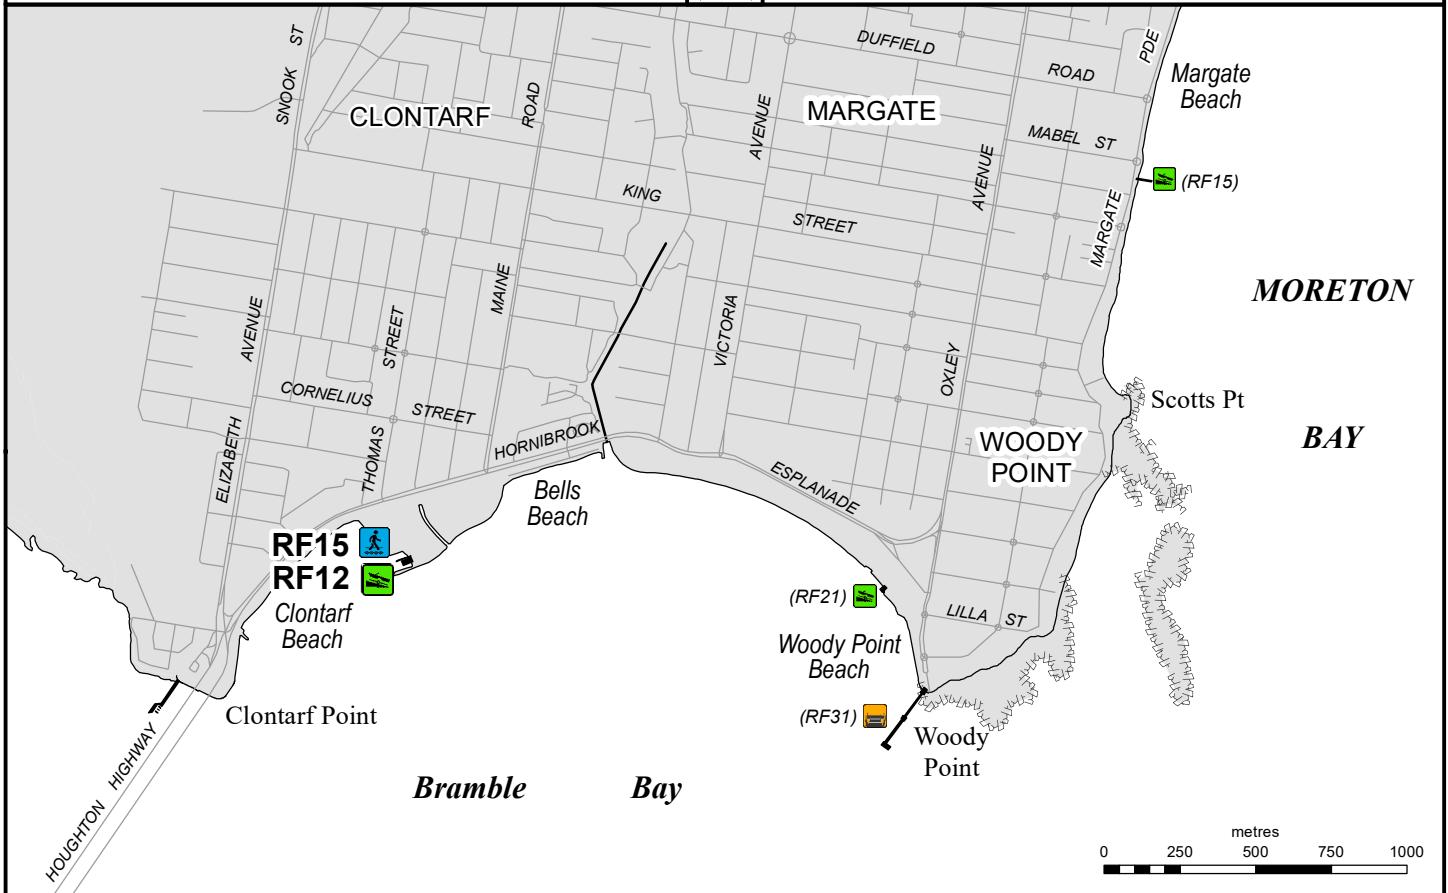 DUFFIELD
ROAD
PDE
Margate
Beach
SNOOK ST
CLONTARF
ROAD
MARGATE
AVENUE
MABEL ST
AVENUE
(RF15)
KING
STREET
MARGATE
MORETON
MAINE
AVENUE
STREET
VICTORIA
OXLEY
Scotts Pt
CORNELIUS
STREET
HORNIBROOK
WOODY
POINT
BAY
ELIZABETH
THOMAS
Bells
Beach
ESPLANADE
RF15
RF12
Clontarf
Beach
(RF21)
LILLA ST
Woody Point
Beach
(RF31)
Clontarf Point
Woody
Point
HOUGHTON HIGHWAY
Bramble Bay
metres
0 250 500 750 1000